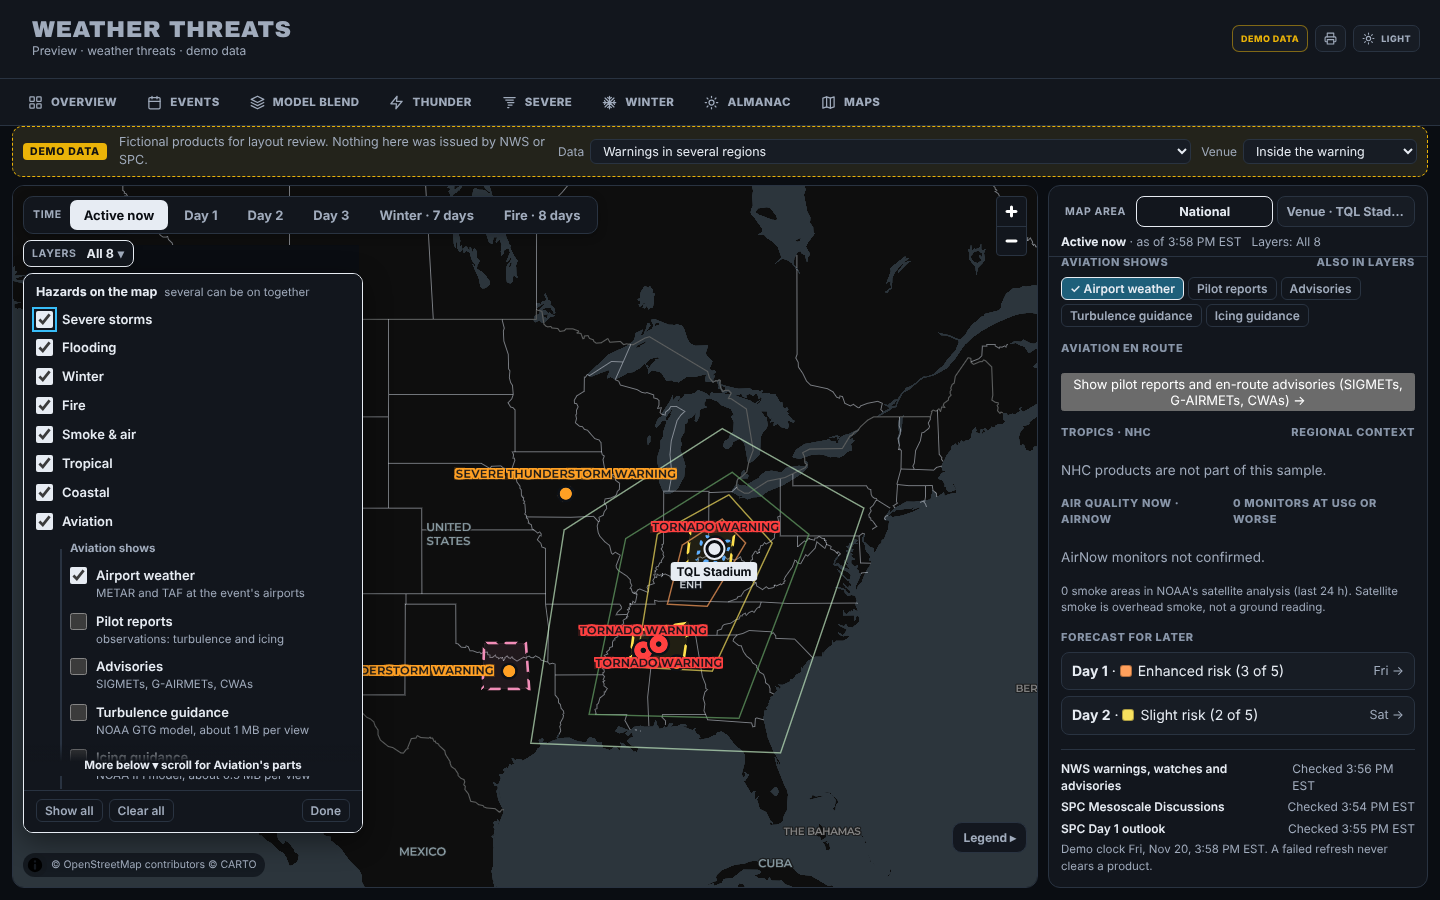 WEATHER THREATS
Preview · weather threats · demo data
DEMO DATA
LIGHT
OVERVIEW
EVENTS
MODEL BLEND
THUNDER
SEVERE
WINTER
ALMANAC
MAPS
DEMO DATA
Fictional products for layout review. Nothing here was issued by NWS or
SPC.
Data
Warnings in several regions
Venue
Inside the warning
TIME
Active now
Day 1
Day 2
Day 3
Winter · 7 days
Fire · 8 days
LAYERS All 8 ▾
Hazards on the map several can be on together
Severe storms
Flooding
Winter
Fire
Smoke & air
Tropical
Coastal
Aviation
Aviation shows
Airport weather
METAR and TAF at the event's airports
Pilot reports
observations: turbulence and icing
Advisories
SIGMETs, G-AIRMETs, CWAs
Turbulence guidance
NOAA GTG model, about 1 MB per view
Icing guidance
More below ▾ scroll for Aviation's parts
Show all
Clear all
Done
© OpenStreetMap contributors © CARTO
+
−
SEVERE THUNDERSTORM WARNING
UNITED
STATES
TORNADO WARNING
TQL Stadium
ENH
TORNADO WARNING
TORNADO WARNING
DERSTORM WARNING
BER
THE BAHAMAS
MEXICO
CUBA
Legend ▸
MAP AREA
National
Venue · TQL Stad...
Active now · as of 3:58 PM EST Layers: All 8
AVIATION SHOWS
ALSO IN LAYERS
✓ Airport weather
Pilot reports
Advisories
Turbulence guidance
Icing guidance
AVIATION EN ROUTE
Show pilot reports and en-route advisories (SIGMETs,
G-AIRMETs, CWAs) →
TROPICS · NHC
REGIONAL CONTEXT
NHC products are not part of this sample.
AIR QUALITY NOW ·
AIRNOW
0 MONITORS AT USG OR
WORSE
AirNow monitors not confirmed.
0 smoke areas in NOAA's satellite analysis (last 24 h). Satellite
smoke is overhead smoke, not a ground reading.
FORECAST FOR LATER
Day 1 · Enhanced risk (3 of 5)
Fri →
Day 2 · Slight risk (2 of 5)
Sat →
NWS warnings, watches and
advisories
Checked 3:56 PM
EST
SPC Mesoscale Discussions
Checked 3:54 PM EST
SPC Day 1 outlook
Checked 3:55 PM EST
Demo clock Fri, Nov 20, 3:58 PM EST. A failed refresh never
clears a product.